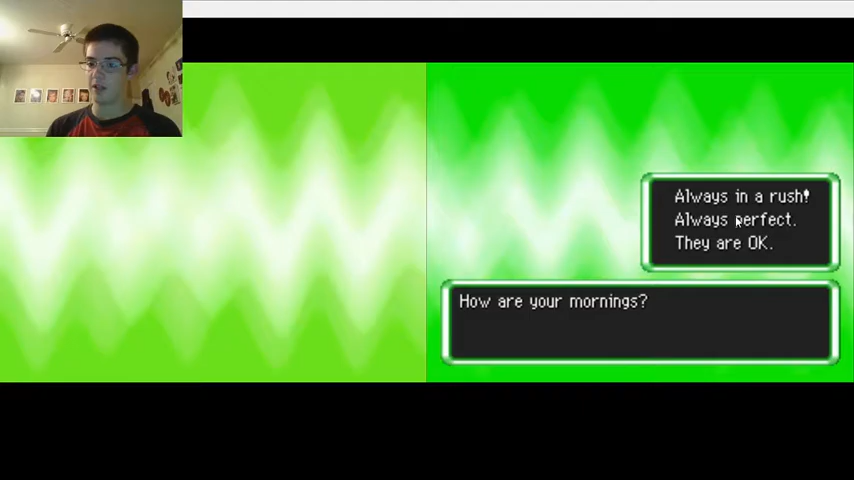 Always in a rush!
Always perfect.
They are OK.
How are your mornings?